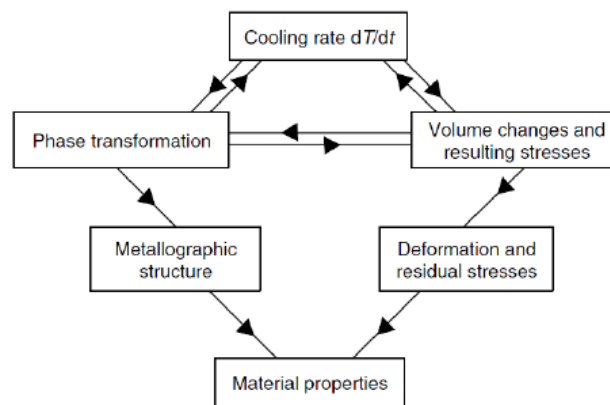 Cooling rate dT/dt
Phase transformation
Volume changes and
resulting stresses
Metallographic
structure
Deformation and
residual stresses
Material properties